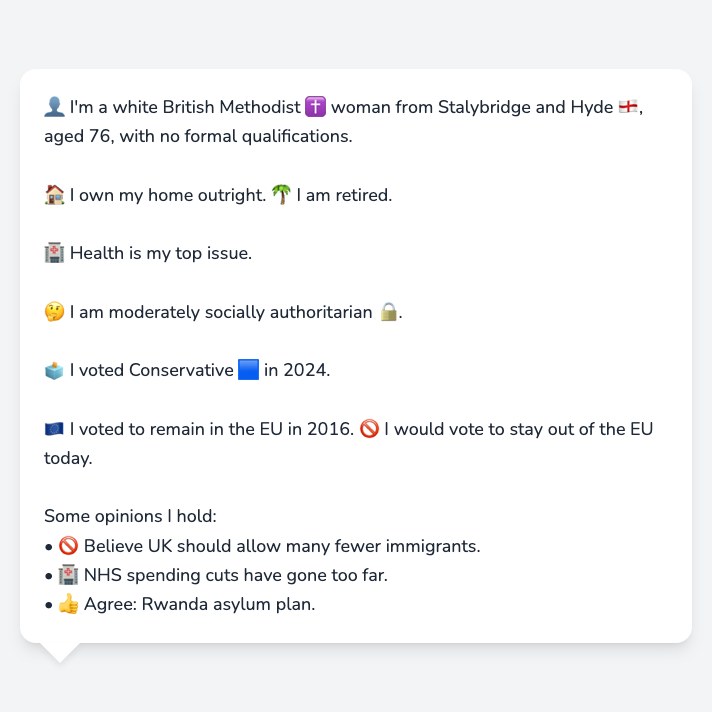 👤 I'm a white British Methodist ✝️ woman from Stalybridge and Hyde 🏴󠁧󠁢󠁥󠁮󠁧󠁿,
aged 76, with no formal qualifications.
🏠 I own my home outright. 🌴 I am retired.
🏥 Health is my top issue.
🤔 I am moderately socially authoritarian 🔒.
🗳️ I voted Conservative 🟦 in 2024.
🇪🇺 I voted to remain in the EU in 2016. 🚫 I would vote to stay out of the EU
today.
Some opinions I hold:
• 🚫 Believe UK should allow many fewer immigrants.
• 🏥 NHS spending cuts have gone too far.
• 👍 Agree: Rwanda asylum plan.